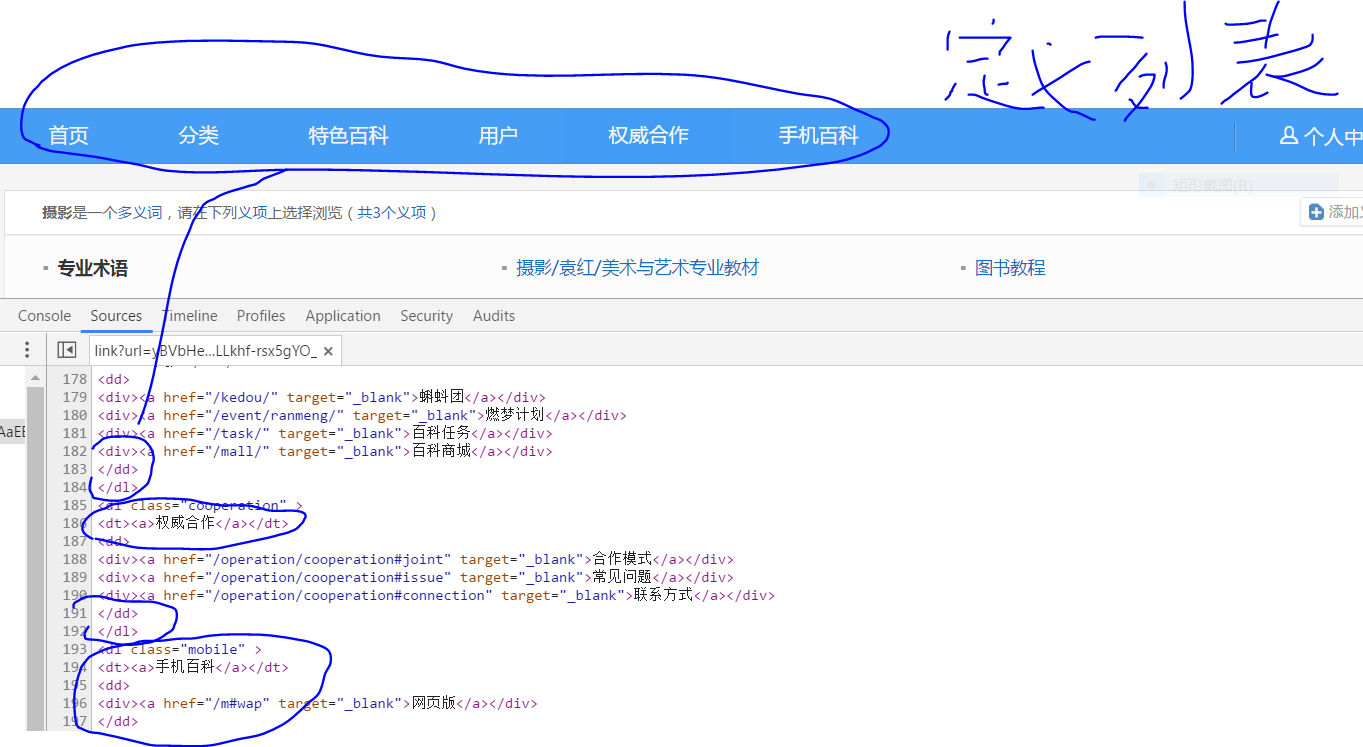 定义列表
首页 分类 特色百科 用户 权威合作 手机百科 个人中
矩形截图(R)
摄影是一个多义词，请在下列义项上选择浏览（共3个义项） 添加义
▪ 专业术语 ▪ 摄影/袁红/美术与艺术专业教材 ▪ 图书教程
Console Sources Timeline Profiles Application Security Audits
link?url=yBVbHe...LLkhf-rsx5gYO_ ×
178 <dd>
179 <div><a href="/kedou/" target="_blank">蝌蚪团</a></div>
180 <div><a href="/event/ranmeng/" target="_blank">燃梦计划</a></div>
AaEE 181 <div><a href="/task/" target="_blank">百科任务</a></div>
182 <div><a href="/mall/" target="_blank">百科商城</a></div>
183 </dd>
184 </dl>
185 <dl class="cooperation" >
186 <dt><a>权威合作</a></dt>
187 <dd>
188 <div><a href="/operation/cooperation#joint" target="_blank">合作模式</a></div>
189 <div><a href="/operation/cooperation#issue" target="_blank">常见问题</a></div>
190 <div><a href="/operation/cooperation#connection" target="_blank">联系方式</a></div>
191 </dd>
192 </dl>
193 <dl class="mobile" >
194 <dt><a>手机百科</a></dt>
195 <dd>
196 <div><a href="/m#wap" target="_blank">网页版</a></div>
197 </dd>